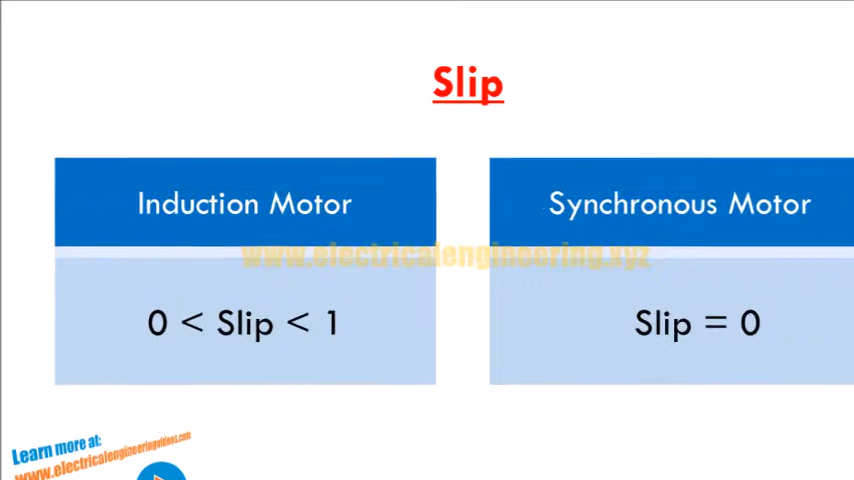 Slip
Induction Motor
Synchronous Motor
www.electricalengineering.xyz
0 < Slip < 1
Slip = 0
Learn more at:
www.electricalengineeringvideos.com